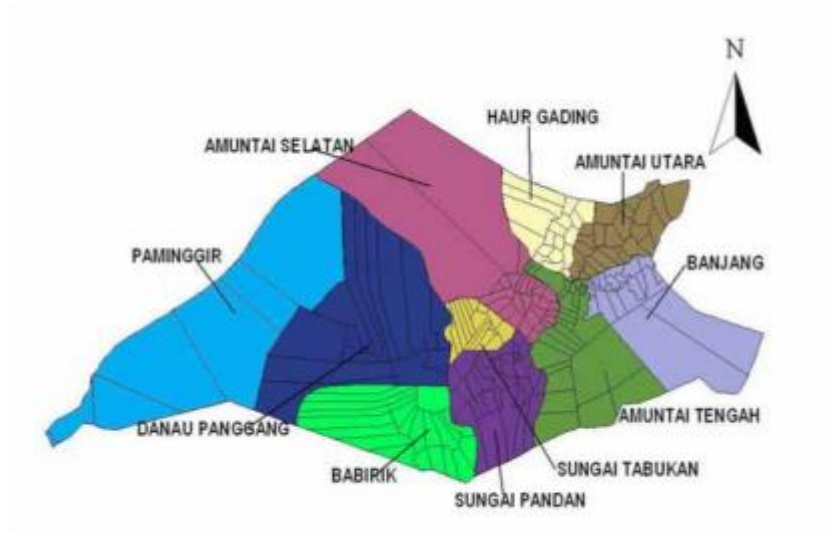 N
HAUR GADING
AMUNTAI SELATAN
AMUNTAI UTARA
PAMINGGIR
BANJANG
AMUNTAI TENGAH
DANAU PANGGANG
SUNGAI TABUKAN
BABIRIK
SUNGAI PANDAN